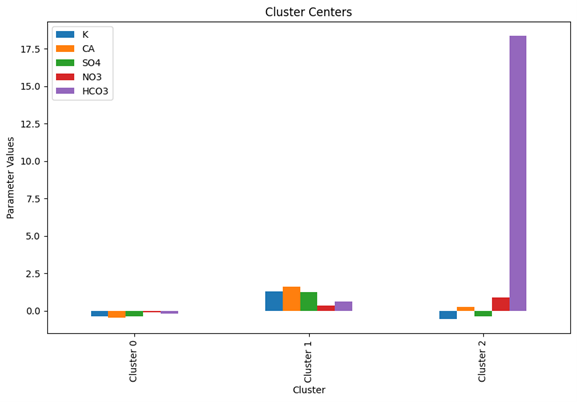 Cluster Centers
K
CA
SO4
NO3
HCO3
Parameter Values
17.5
15.0
12.5
10.0
7.5
5.0
2.5
0.0
Cluster 0
Cluster 1
Cluster 2
Cluster